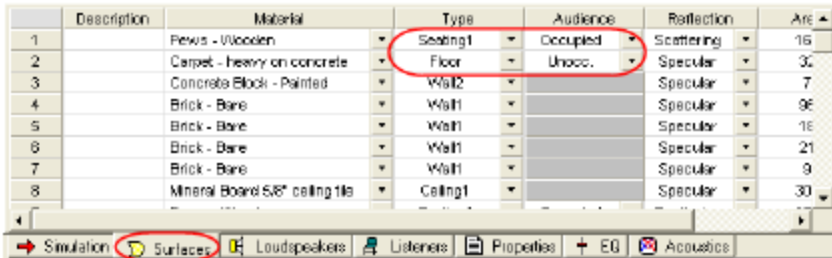 Description Material Type Audience Reflection Are
1 Pews - Wooden Seating1 Occupied Scattering 16
2 Carpet - heavy on concrete Floor Unocc. Specular 32
3 Concrete Block - Painted Wall2 Specular 7
4 Brick - Bare Wall1 Specular 96
5 Brick - Bare Wall1 Specular 18
6 Brick - Bare Wall1 Specular 21
7 Brick - Bare Wall1 Specular 9
8 Mineral Board 5/8" ceiling tile Ceiling1 Specular 30
Simulation Surfaces Loudspeakers Listeners Properties EQ Acoustics